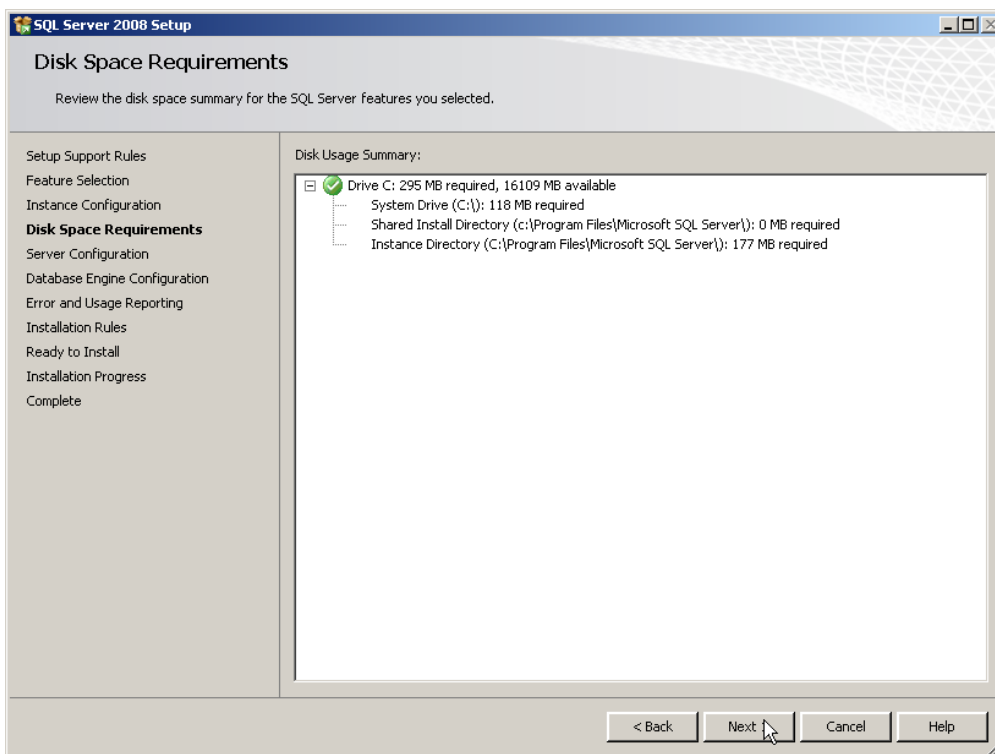 SQL Server 2008 Setup
Disk Space Requirements
Review the disk space summary for the SQL Server features you selected.
Setup Support Rules
Feature Selection
Instance Configuration
Disk Space Requirements
Server Configuration
Database Engine Configuration
Error and Usage Reporting
Installation Rules
Ready to Install
Installation Progress
Complete
Disk Usage Summary:
Drive C: 295 MB required, 16109 MB available
System Drive (C:\): 118 MB required
Shared Install Directory (c:\Program Files\Microsoft SQL Server\): 0 MB required
Instance Directory (C:\Program Files\Microsoft SQL Server\): 177 MB required
< Back
Next
Cancel
Help